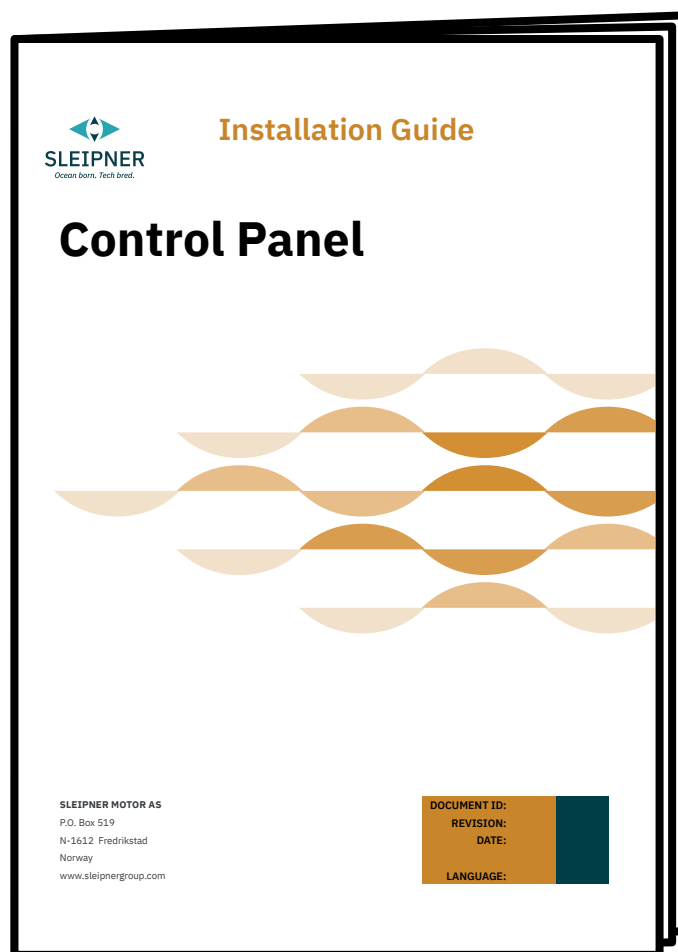 Installation Guide
SLEIPNER
Ocean born. Tech bred.
Control Panel
SLEIPNER MOTOR AS
P.O. Box 519
N-1612 Fredrikstad
Norway
www.sleipnergroup.com
DOCUMENT ID:
REVISION:
DATE:
LANGUAGE: